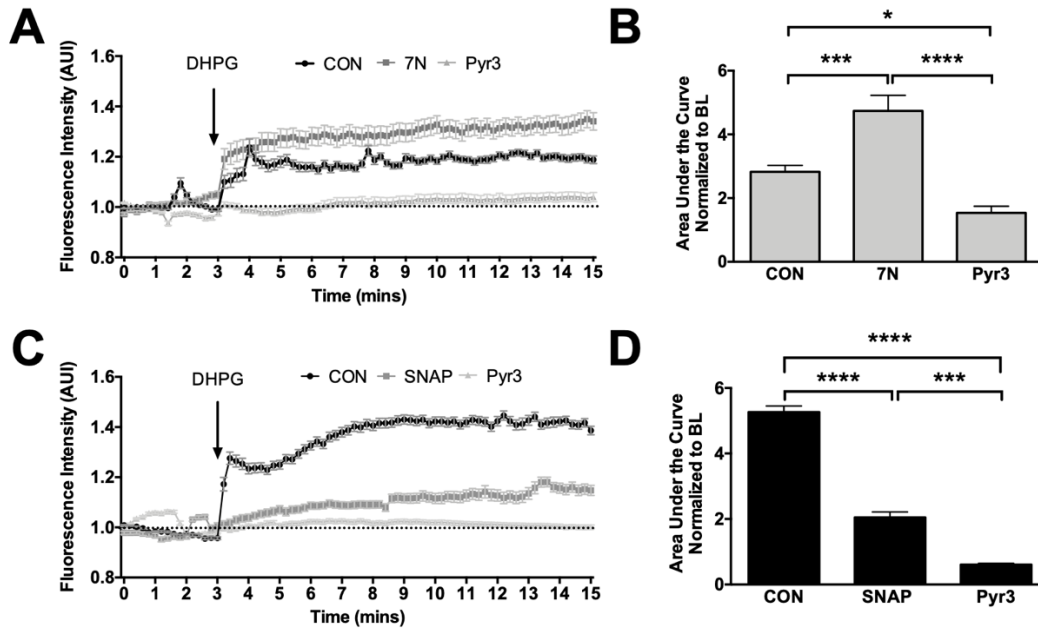 A
Fluorescence Intensity (AUI)
1.6
1.4
1.2
1.0
0.8
DHPG
CON 7N Pyr3
0 1 2 3 4 5 6 7 8 9 10 11 12 13 14 15
Time (mins)
B
Area Under the Curve
Normalized to BL
6
4
2
0
*
*** ****
CON 7N Pyr3
C
Fluorescence Intensity (AUI)
1.6
1.4
1.2
1.0
0.8
DHPG
CON SNAP Pyr3
0 1 2 3 4 5 6 7 8 9 10 11 12 13 14 15
Time (mins)
D
Area Under the Curve
Normalized to BL
6
4
2
0
****
**** ***
CON SNAP Pyr3